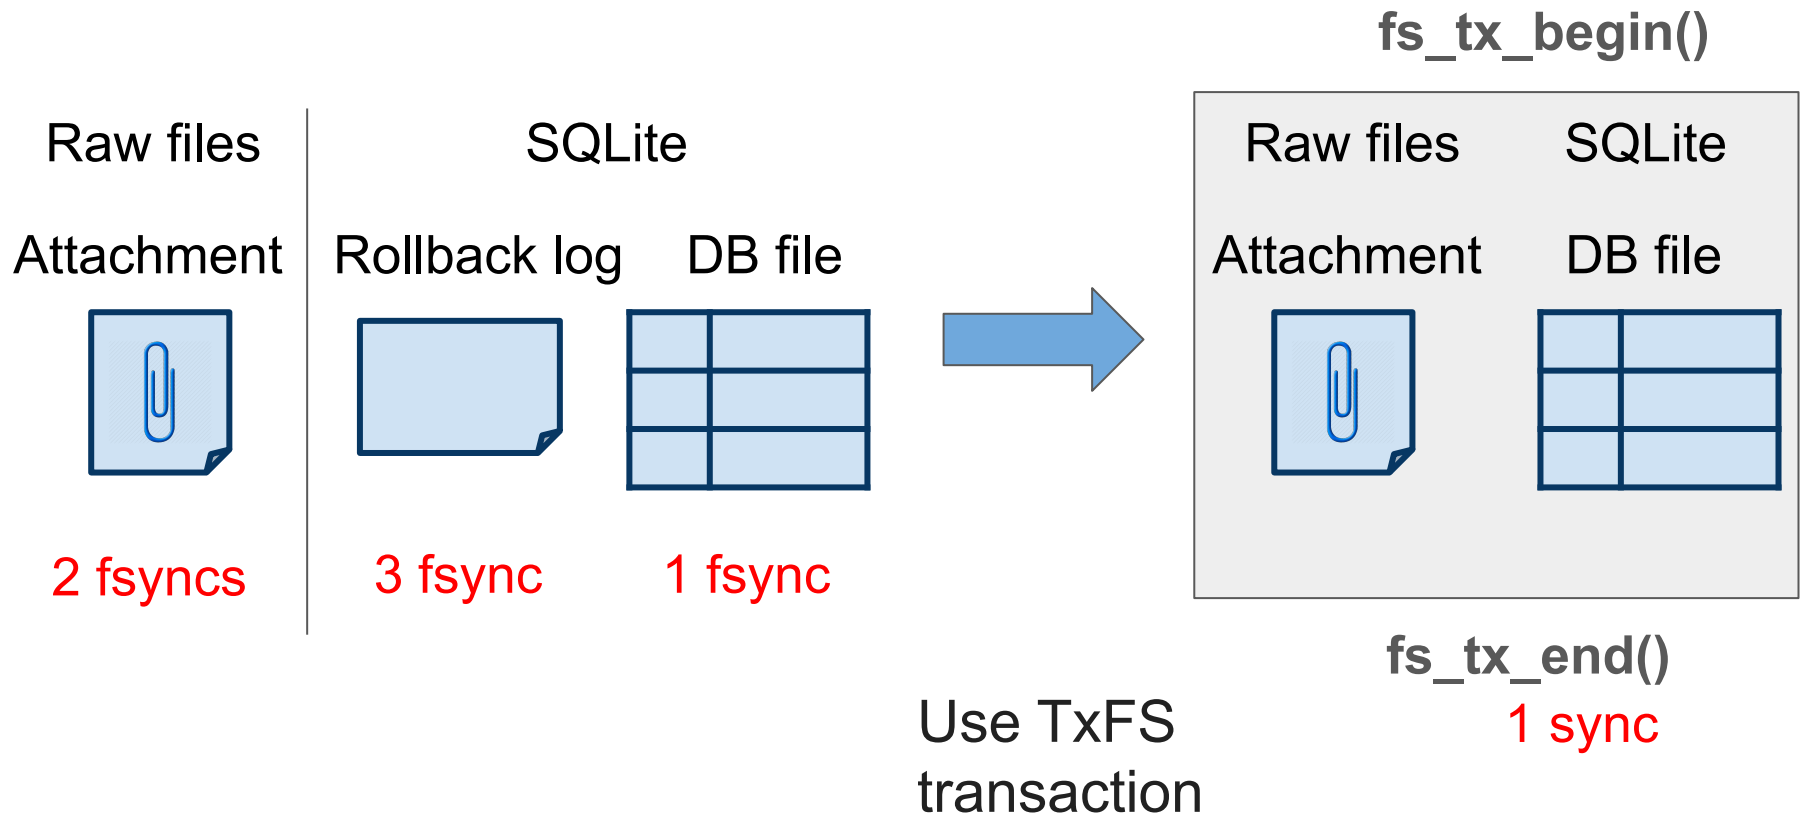 fs_tx_begin()
Raw files
SQLite
Attachment
Rollback log
DB file
2 fsyncs
3 fsync
1 fsync
Raw files
SQLite
Attachment
DB file
fs_tx_end()
1 sync
Use TxFS
transaction